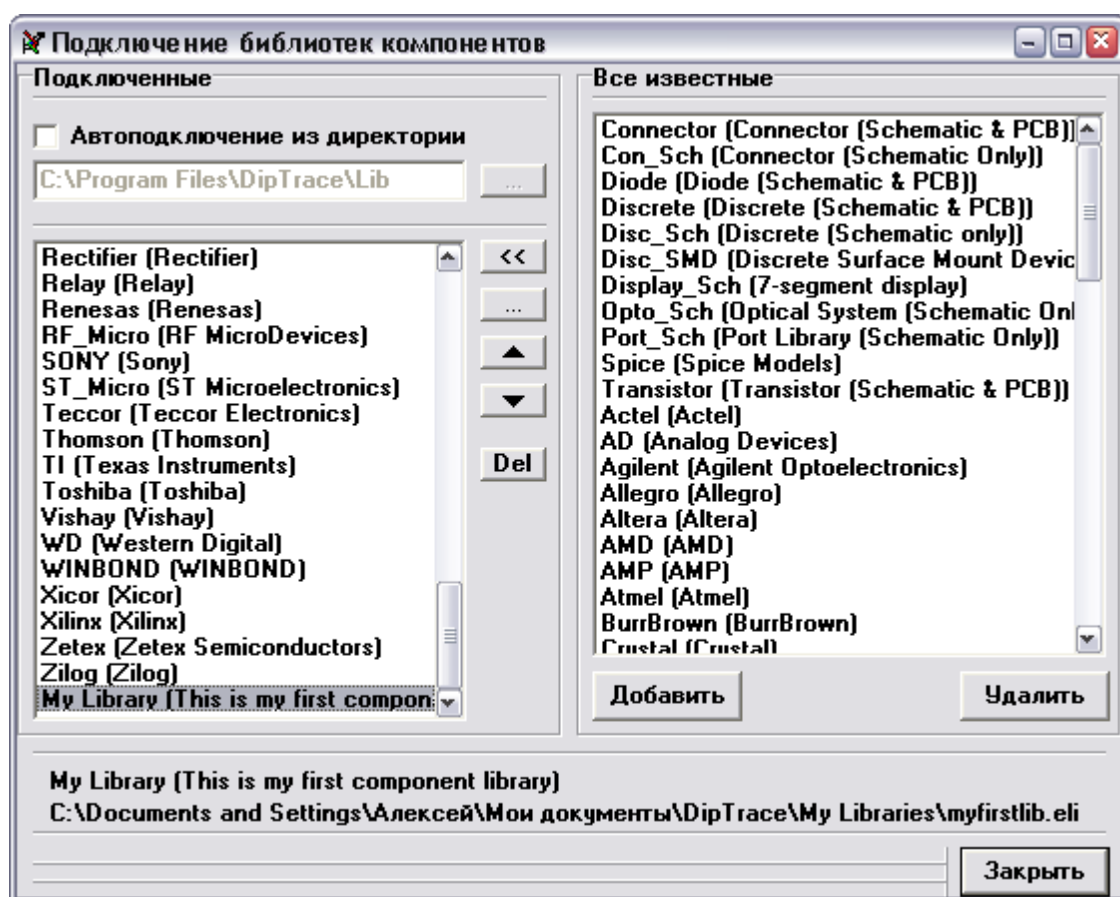 Подключение библиотек компонентов
Подключенные
Автоподключение из директории
C:\Program Files\DipTrace\Lib
...
Rectifier (Rectifier)
Relay (Relay)
Renesas (Renesas)
RF_Micro (RF MicroDevices)
SONY (Sony)
ST_Micro (ST Microelectronics)
Teccor (Teccor Electronics)
Thomson (Thomson)
TI (Texas Instruments)
Toshiba (Toshiba)
Vishay (Vishay)
WD (Western Digital)
WINBOND (WINBOND)
Xicor (Xicor)
Xilinx (Xilinx)
Zetex (Zetex Semiconductors)
Zilog (Zilog)
My Library (This is my first compon
<<
...
Del
Все известные
Connector (Connector (Schematic & PCB))
Con_Sch (Connector (Schematic Only))
Diode (Diode (Schematic & PCB))
Discrete (Discrete (Schematic & PCB))
Disc_Sch (Discrete (Schematic only))
Disc_SMD (Discrete Surface Mount Devic
Display_Sch (7-segment display)
Opto_Sch (Optical System (Schematic Onl
Port_Sch (Port Library (Schematic Only))
Spice (Spice Models)
Transistor (Transistor (Schematic & PCB))
Actel (Actel)
AD (Analog Devices)
Agilent (Agilent Optoelectronics)
Allegro (Allegro)
Altera (Altera)
AMD (AMD)
AMP (AMP)
Atmel (Atmel)
BurrBrown (BurrBrown)
Crystal (Crystal)
Добавить
Удалить
My Library (This is my first component library)
C:\Documents and Settings\Алексей\Мои документы\DipTrace\My Libraries\myfirstlib.eli
Закрыть